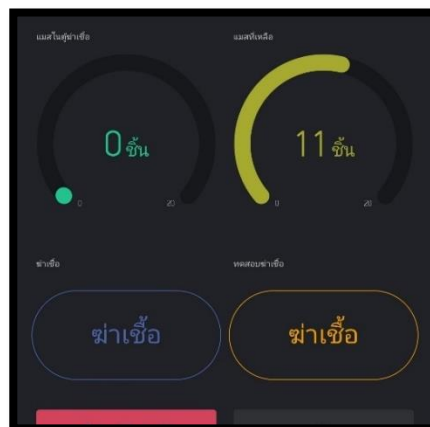 แมสในตู้ฆ่าเชื้อ
แมสที่เหลือ
0 ชิ้น
11 ชิ้น
0
20
0
20
ฆ่าเชื้อ
ทดสอบฆ่าเชื้อ
ฆ่าเชื้อ
ฆ่าเชื้อ